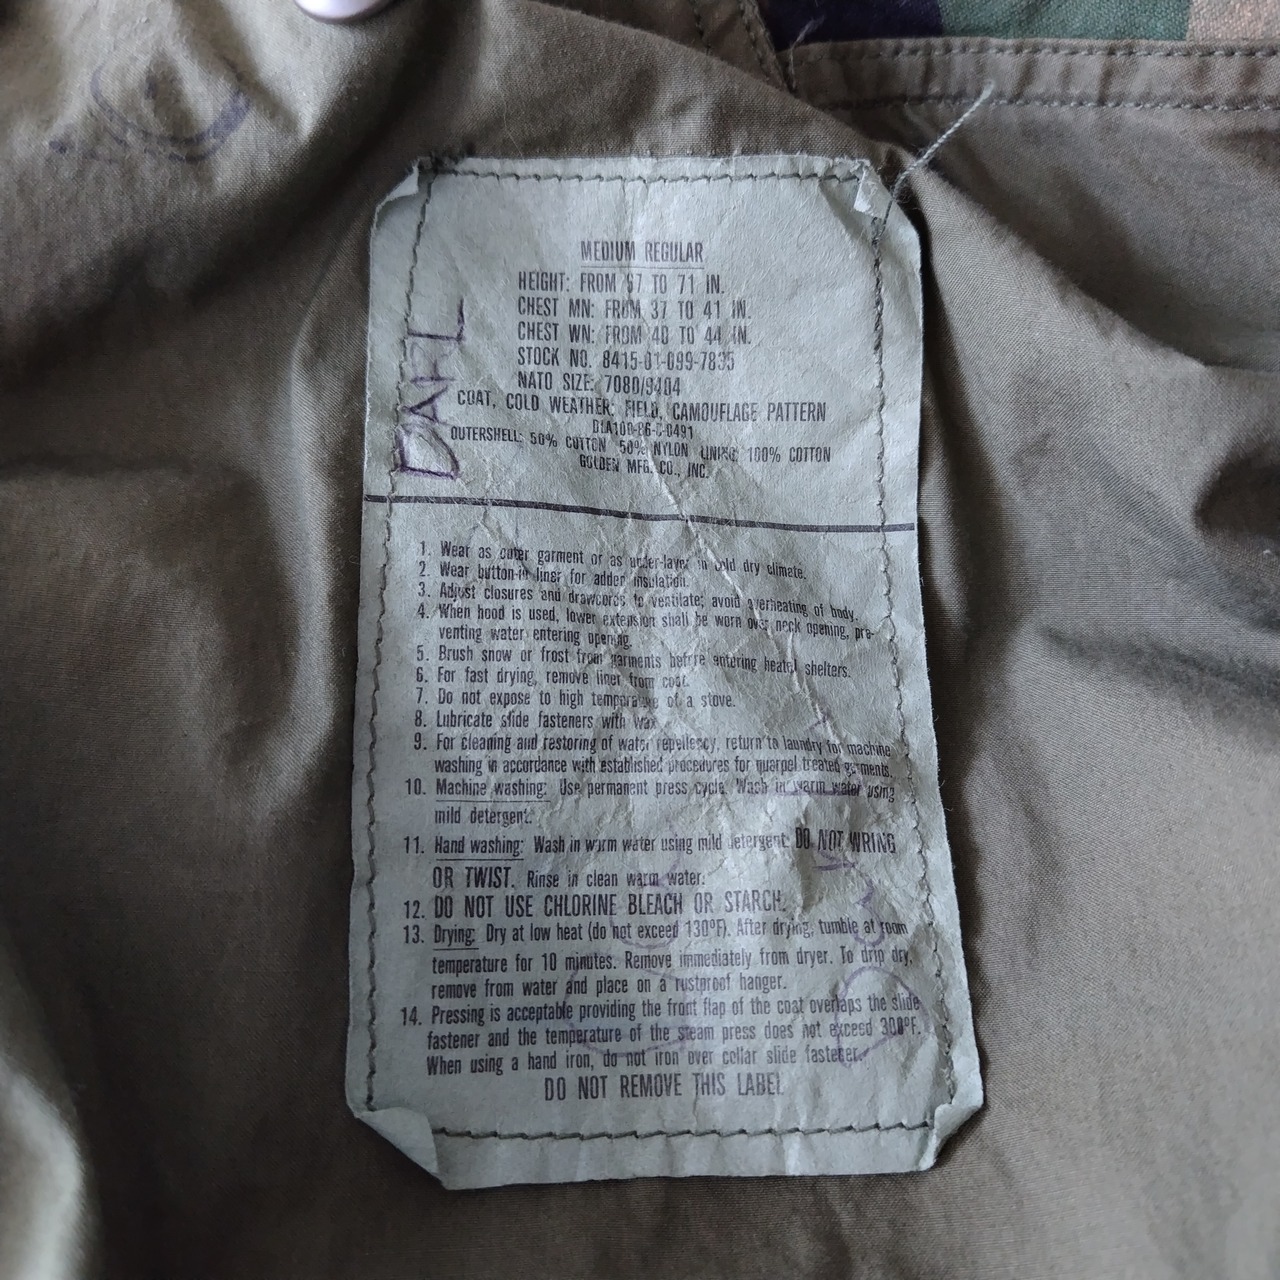 MEDIUM REGULAR
HEIGHT: FROM 67 TO 71 IN.
CHEST MN: FROM 37 TO 41 IN.
CHEST WN: FROM 40 TO 44 IN.
STOCK NO. 8415-01-099-7835
NATO SIZE: 7080/9404
COAT, COLD WEATHER: FIELD, CAMOUFLAGE PATTERN
DLA100-86-C-0491
OUTERSHELL: 50% COTTON 50% NYLON LINING: 100% COTTON
GOLDEN MFG. CO., INC.
1. Wear as outer garment or as under-layer in cold dry climate.
2. Wear button-in liner for added insulation.
3. Adjust closures and drawcords to ventilate; avoid overheating of body.
4. When hood is used, lower extension shall be worn over neck opening, pre-
venting water entering opening.
5. Brush snow or frost from garments before entering heated shelters.
6. For fast drying, remove liner from coat.
7. Do not expose to high temperature of a stove.
8. Lubricate slide fasteners with wax
9. For cleaning and restoring of water repellency, return to laundry for machine
washing in accordance with established procedures for quarpel treated garments.
10. Machine washing: Use permanent press cycle. Wash in warm water using
mild detergent.
11. Hand washing: Wash in warm water using mild detergent. DO NOT WRING
OR TWIST. Rinse in clean warm water.
12. DO NOT USE CHLORINE BLEACH OR STARCH.
13. Drying: Dry at low heat (do not exceed 130°F). After drying, tumble at room
temperature for 10 minutes. Remove immediately from dryer. To drip dry,
remove from water and place on a rustproof hanger.
14. Pressing is acceptable providing the front flap of the coat overlaps the slide
fastener and the temperature of the steam press does not exceed 300°F.
When using a hand iron, do not iron over collar slide fastener.
DO NOT REMOVE THIS LABEL